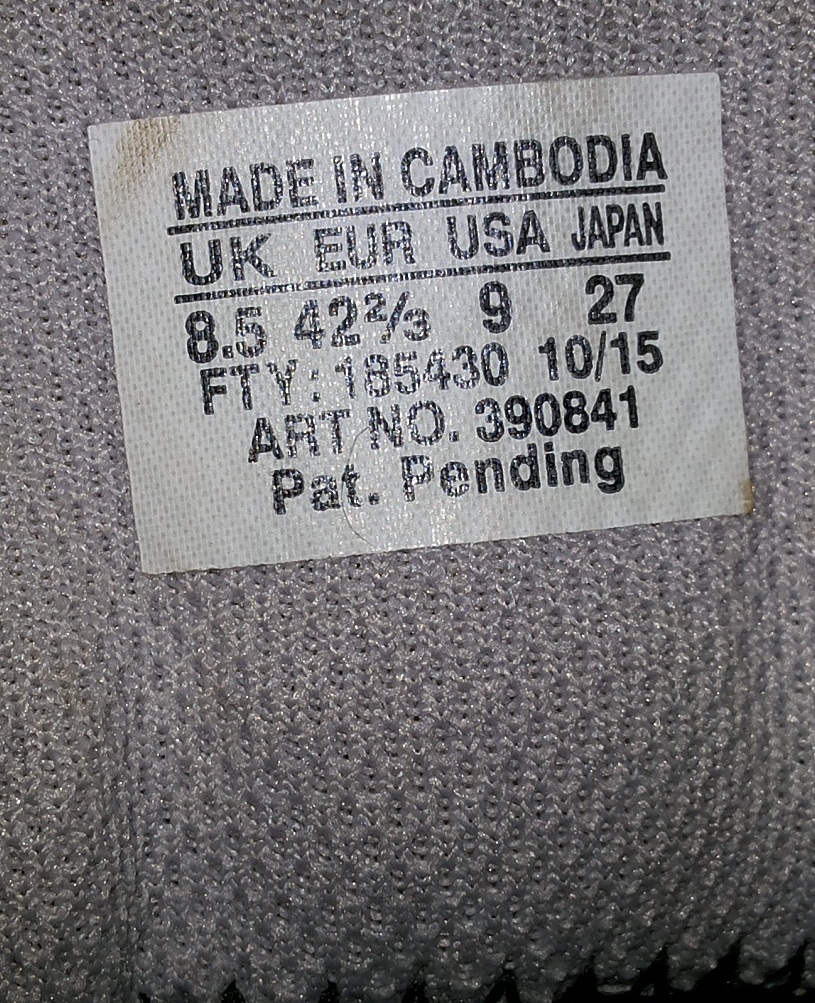 MADE IN CAMBODIA
UK EUR USA JAPAN
8.5 42⅔ 9 27
FTY: 185430 10/15
ART NO. 390841
Pat. Pending